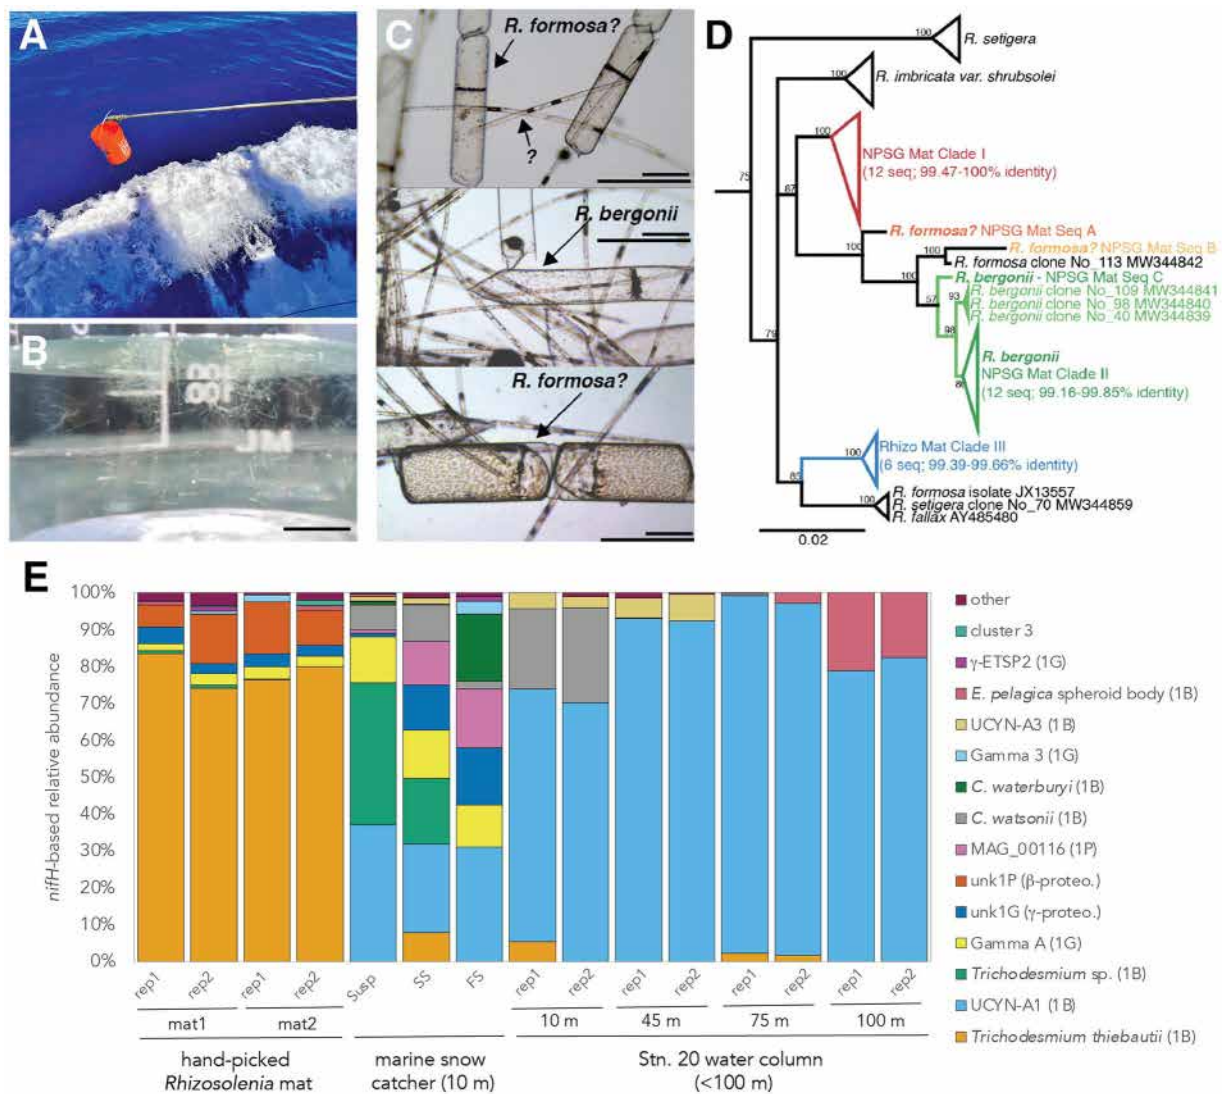 A
B
C
R. formosa?
?
R. bergonii
R. formosa?
D
100
R. setigera
100
R. imbricata var. shrubsolei
75
100
NPSG Mat Clade I
(12 seq; 99.47-100% identity)
87
R. formosa? NPSG Mat Seq A
100
R. formosa? NPSG Mat Seq B
100
R. formosa clone No_113 MW344842
100
R. bergonii - NPSG Mat Seq C
57
93
R. bergonii clone No_109 MW344841
R. bergonii clone No_98 MW344840
R. bergonii clone No_40 MW344839
98
R. bergonii
NPSG Mat Clade II
(12 seq; 99.16-99.85% identity)
79
100
Rhizo Mat Clade III
(6 seq; 99.39-99.66% identity)
100
R. formosa isolate JX13557
R. setigera clone No_70 MW344859
R. fallax AY485480
0.02
E
nifH-based relative abundance
100%
90%
80%
70%
60%
50%
40%
30%
20%
10%
0%
rep1 rep2 rep1 rep2 Susp SS FS rep1 rep2 rep1 rep2 rep1 rep2 rep1 rep2
mat1 mat2 10 m 45 m 75 m 100 m
hand-picked
Rhizosolenia mat
marine snow
catcher (10 m)
Stn. 20 water column
(<100 m)
other
cluster 3
γ-ETSP2 (1G)
E. pelagica spheroid body (1B)
UCYN-A3 (1B)
Gamma 3 (1G)
C. waterburyi (1B)
C. watsonii (1B)
MAG_00116 (1P)
unk1P (β-proteo.)
unk1G (γ-proteo.)
Gamma A (1G)
Trichodesmium sp. (1B)
UCYN-A1 (1B)
Trichodesmium thiebautii (1B)